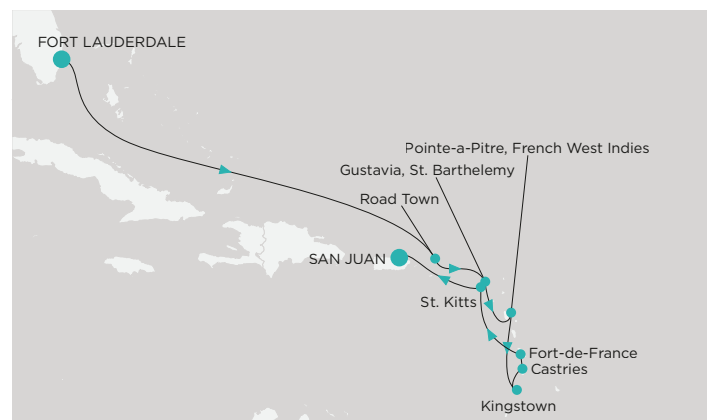 FORT LAUDERDALE
Pointe-a-Pitre, French West Indies
Gustavia, St. Barthelemy
Road Town
SAN JUAN
St. Kitts
Fort-de-France
Castries
Kingstown